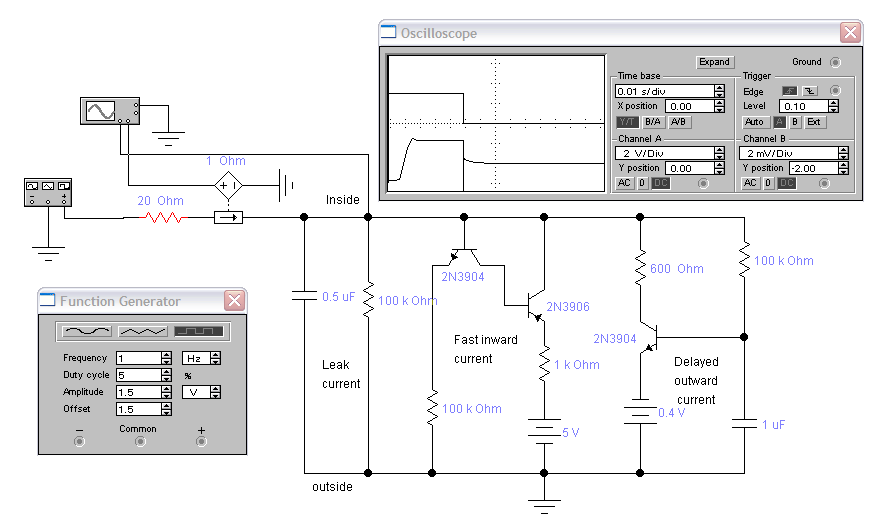 Oscilloscope
Expand
Ground
Time base
0.01 s/div
X position 0.00
Y/T B/A A/B
Trigger
Edge
Level 0.10
Auto A B Ext
Channel A
2 V/Div
Y position 0.00
AC 0 DC
Channel B
2 mV/Div
Y position -2.00
AC 0 DC
1 Ohm
20 Ohm
Inside
0.5 uF
100 k Ohm
2N3904
2N3906
600 Ohm
100 k Ohm
2N3904
Fast inward
current
1 k Ohm
Leak
current
Delayed
outward
current
100 k Ohm
0.4 V
5 V
1 uF
outside
Function Generator
Frequency 1 Hz
Duty cycle 5 %
Amplitude 1.5 V
Offset 1.5
− Common +